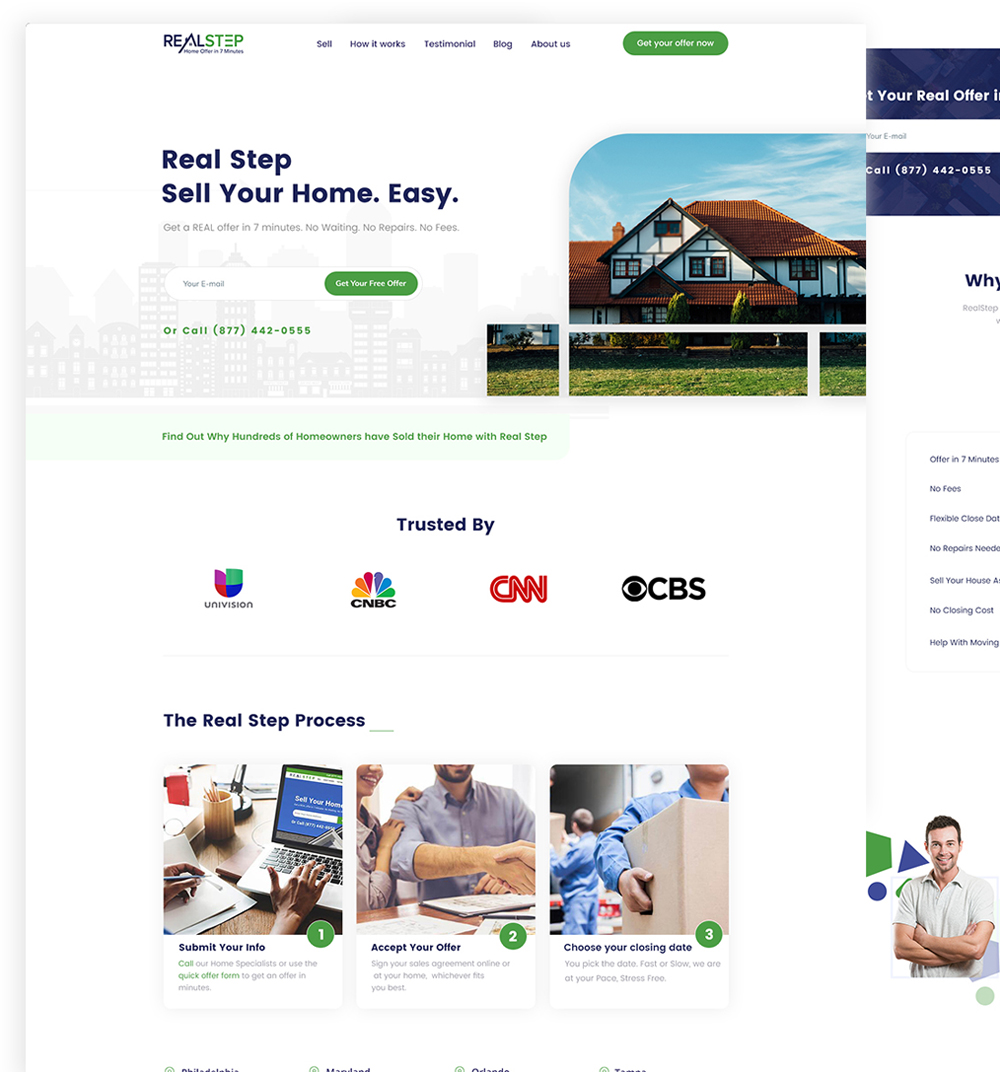 REALSTEP
Home Offer in 7 Minutes
Sell How it works Testimonial Blog About us
Get your offer now
Real Step
Sell Your Home. Easy.
Get a REAL offer in 7 minutes. No Waiting. No Repairs. No Fees.
Your E-mail
Get Your Free Offer
Or Call (877) 442-0555
Find Out Why Hundreds of Homeowners have Sold their Home with Real Step
Trusted By
UNIVISION
CNBC
CNN
CBS
The Real Step Process
REALSTEP
Sell Your Home
Or Call (877) 442-0555
1
Submit Your Info
Call our Home Specialists or use the
quick offer form to get an offer in
minutes.
2
Accept Your Offer
Sign your sales agreement online or
at your home, whichever fits
you best.
3
Choose your closing date
You pick the date. Fast or Slow, we are
at your Pace, Stress Free.
Philadelphia Maryland Orlando Tampa
t Your Real Offer i
Your E-mail
Call (877) 442-0555
Why
RealStep
Offer in 7 Minutes
No Fees
Flexible Close Dat
No Repairs Neede
Sell Your House As
No Closing Cost
Help With Moving